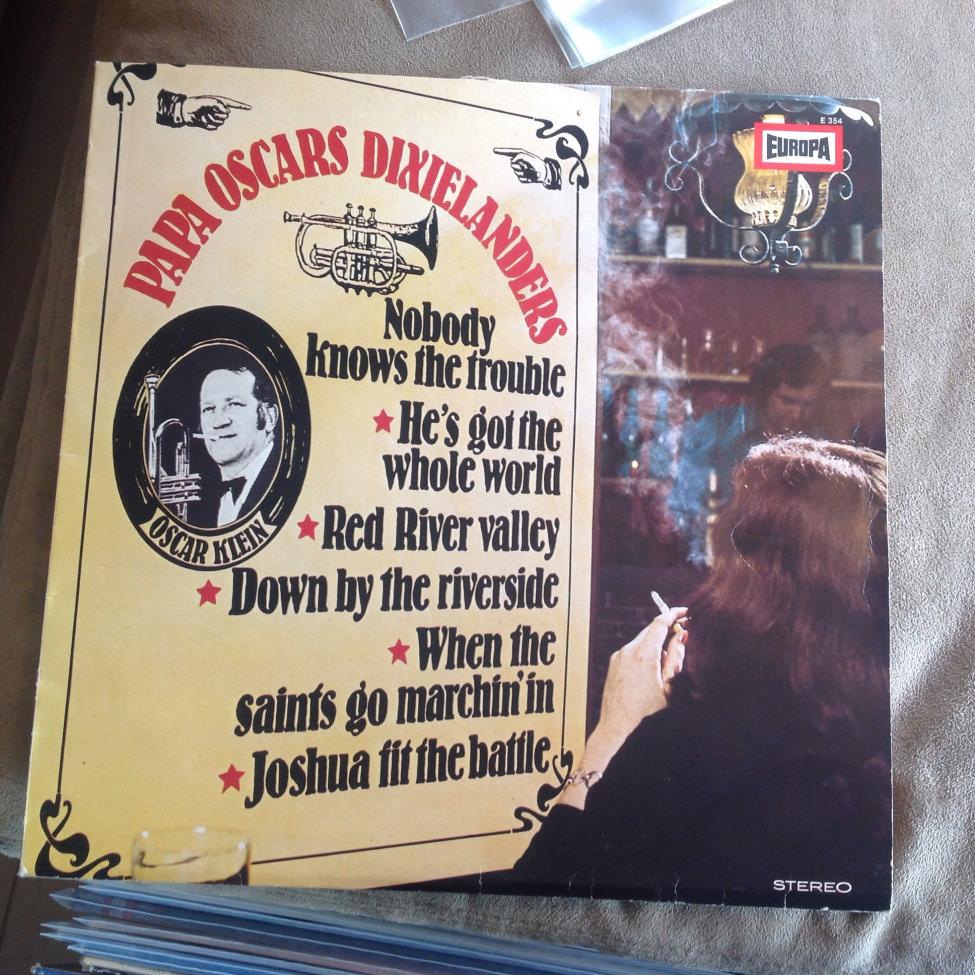 PAPA OSCARS DIXIELANDERS
E 354
EUROPA
Nobody
knows the trouble
He's got the
whole world
Red River valley
OSCAR KLEIN
Down by the riverside
When the
saints go marchin' in
Joshua fit the battle
STEREO